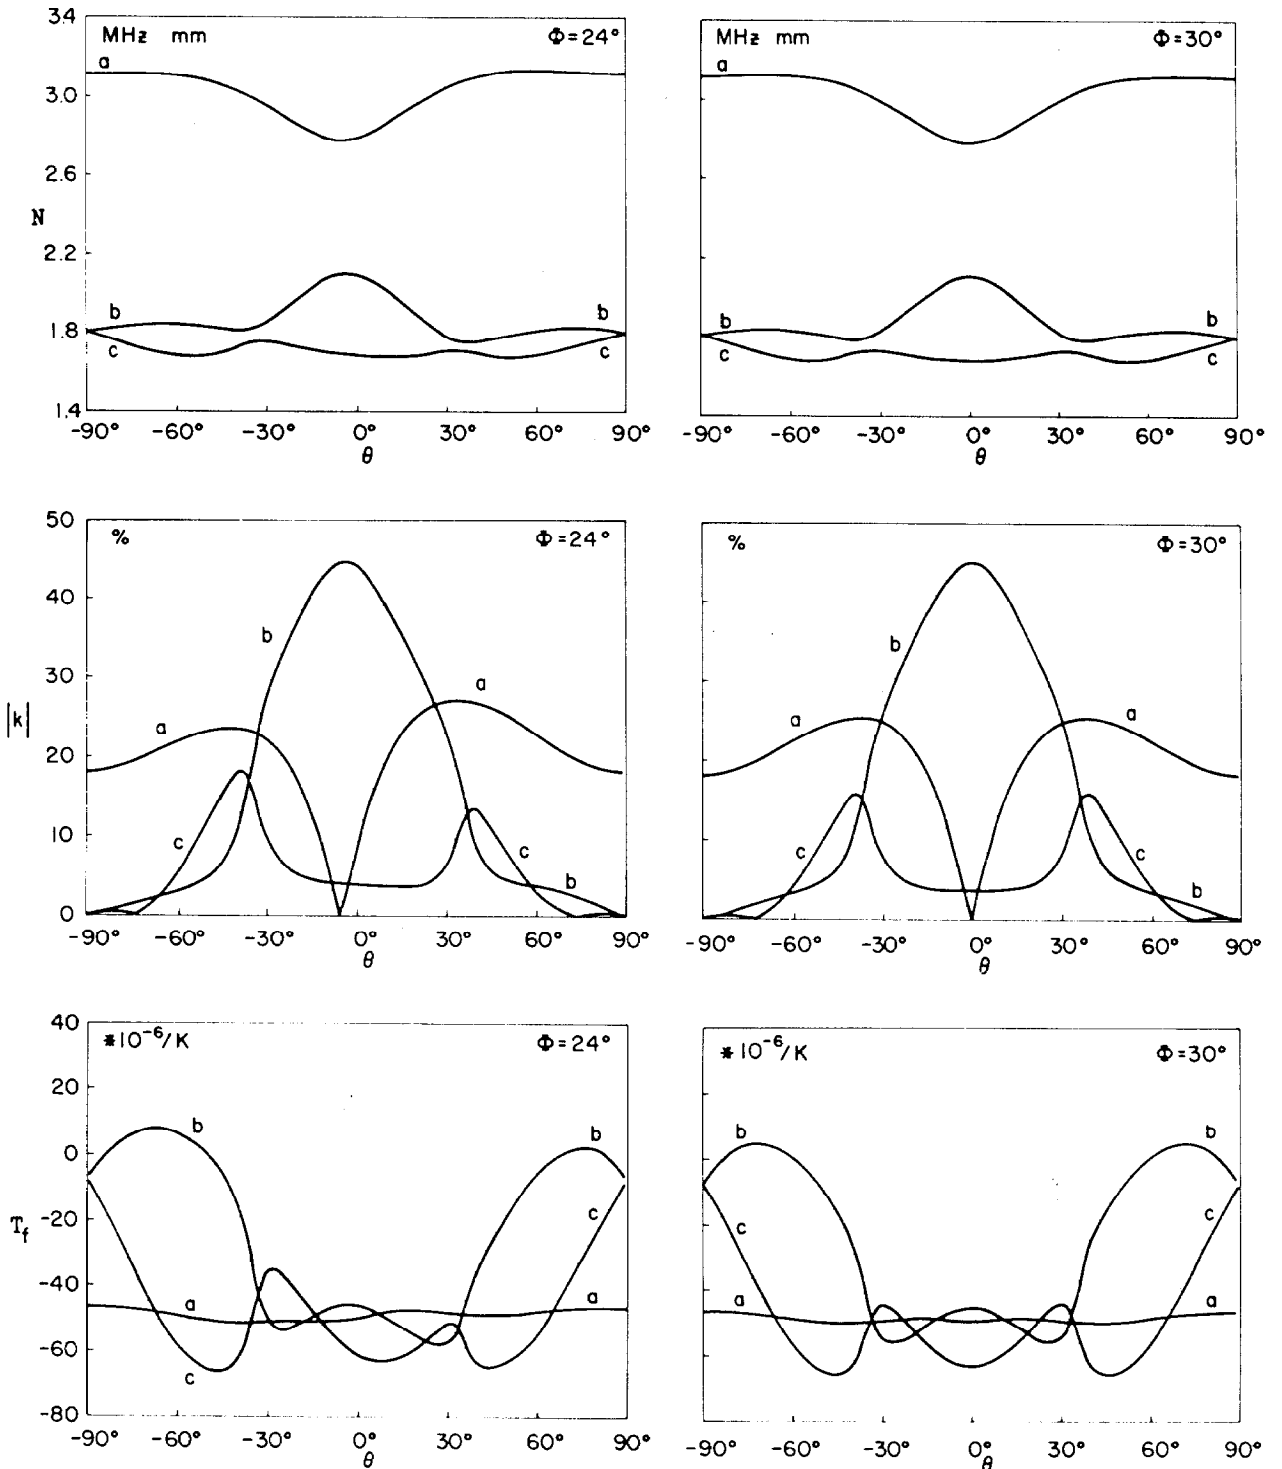 3.4
MHz mm Φ=24°
a
3.0
2.6
N
2.2
b b
1.8
c c
1.4
-90° -60° -30° 0° 30° 60° 90°
θ
MHz mm Φ=30°
a
b b
c c
-90° -60° -30° 0° 30° 60° 90°
θ
50
% Φ=24°
40
b
30
a
|k|
a
20
10
c c
b
0
-90° -60° -30° 0° 30° 60° 90°
θ
% Φ=30°
b
a a
c c
b
-90° -60° -30° 0° 30° 60° 90°
θ
40
*10⁻⁶/K Φ=24°
20
b b
0
c
T_f -20
-40
a a
-60
c
-80
-90° -60° -30° 0° 30° 60° 90°
θ
*10⁻⁶/K Φ=30°
b b
c c
a a
-90° -60° -30° 0° 30° 60° 90°
θ